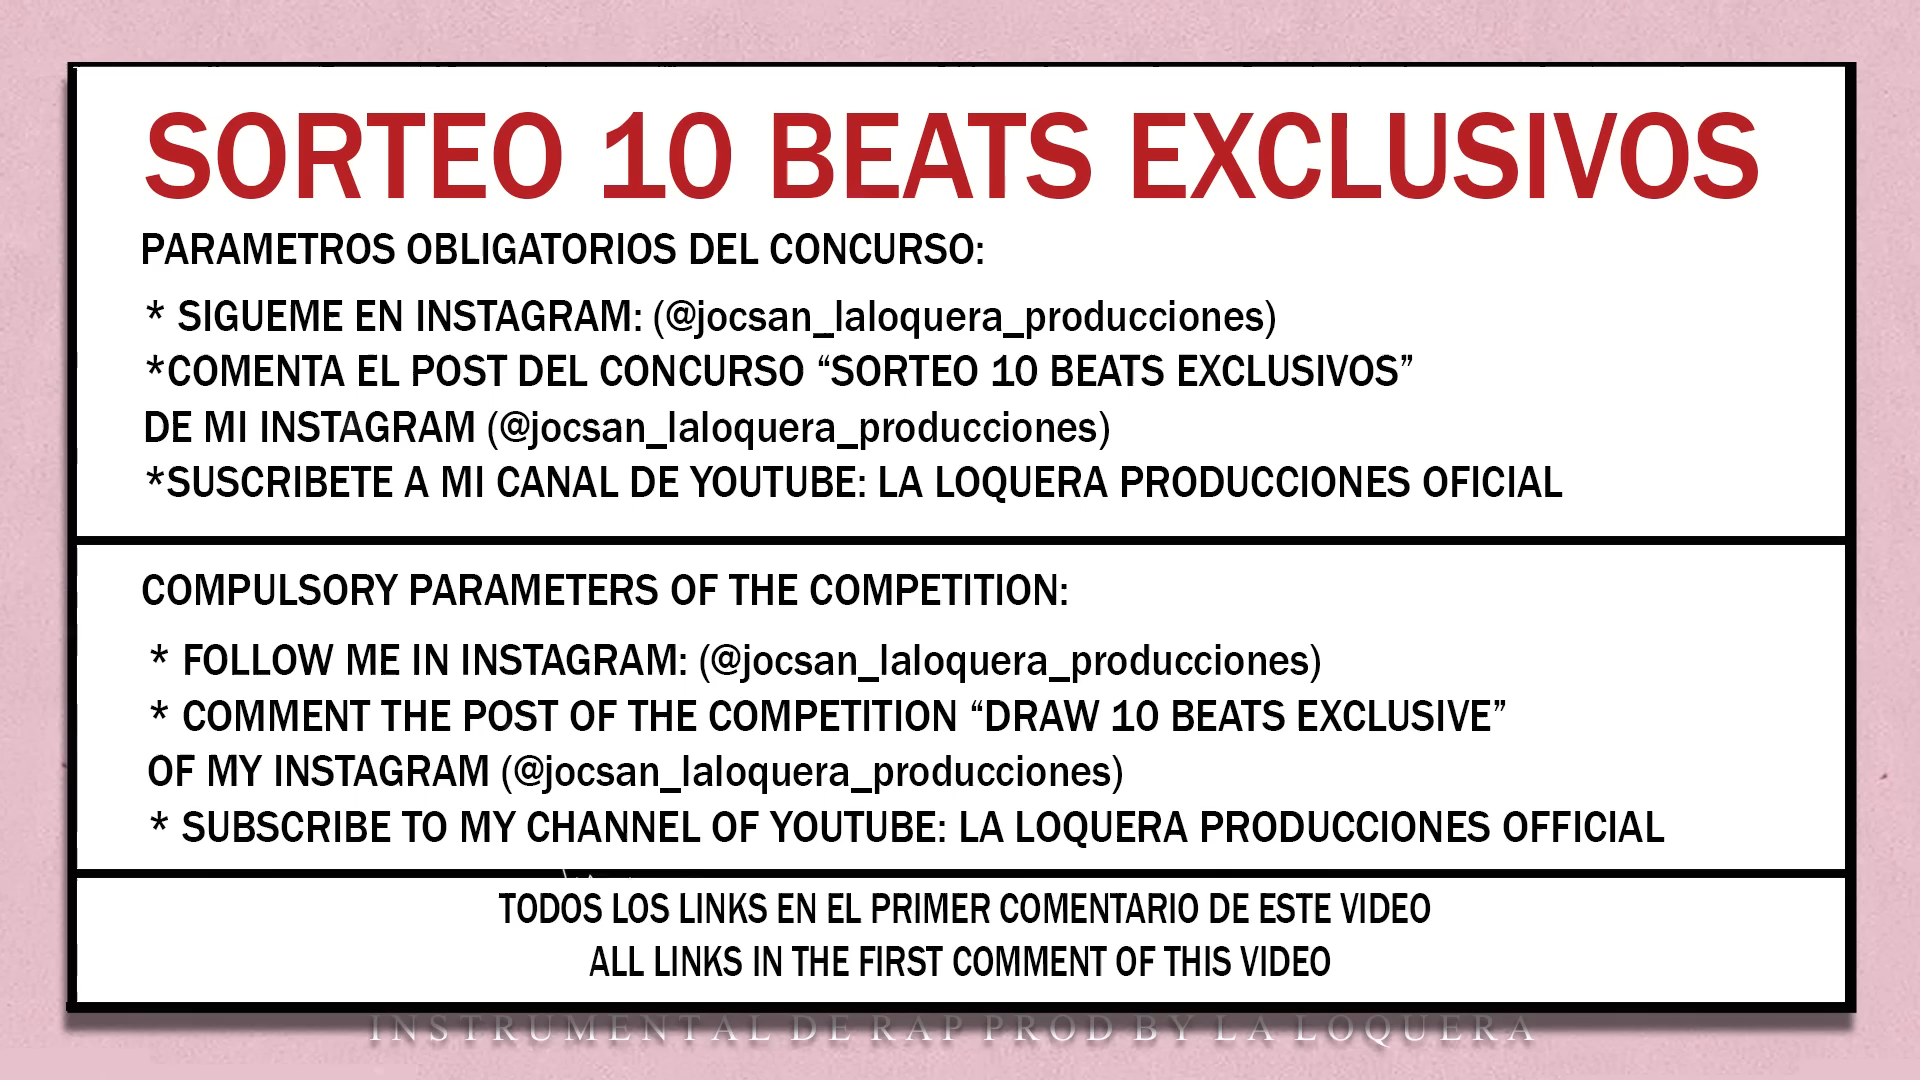 SORTEO 10 BEATS EXCLUSIVOS
PARAMETROS OBLIGATORIOS DEL CONCURSO:
* SIGUEME EN INSTAGRAM: (@jocsan_laloquera_producciones)
*COMENTA EL POST DEL CONCURSO “SORTEO 10 BEATS EXCLUSIVOS”
DE MI INSTAGRAM (@jocsan_laloquera_producciones)
*SUSCRIBETE A MI CANAL DE YOUTUBE: LA LOQUERA PRODUCCIONES OFICIAL
COMPULSORY PARAMETERS OF THE COMPETITION:
* FOLLOW ME IN INSTAGRAM: (@jocsan_laloquera_producciones)
* COMMENT THE POST OF THE COMPETITION “DRAW 10 BEATS EXCLUSIVE”
OF MY INSTAGRAM (@jocsan_laloquera_producciones)
* SUBSCRIBE TO MY CHANNEL OF YOUTUBE: LA LOQUERA PRODUCCIONES OFFICIAL
TODOS LOS LINKS EN EL PRIMER COMENTARIO DE ESTE VIDEO
ALL LINKS IN THE FIRST COMMENT OF THIS VIDEO
INSTRUMENTAL DE RAP PROD BY LA LOQUERA